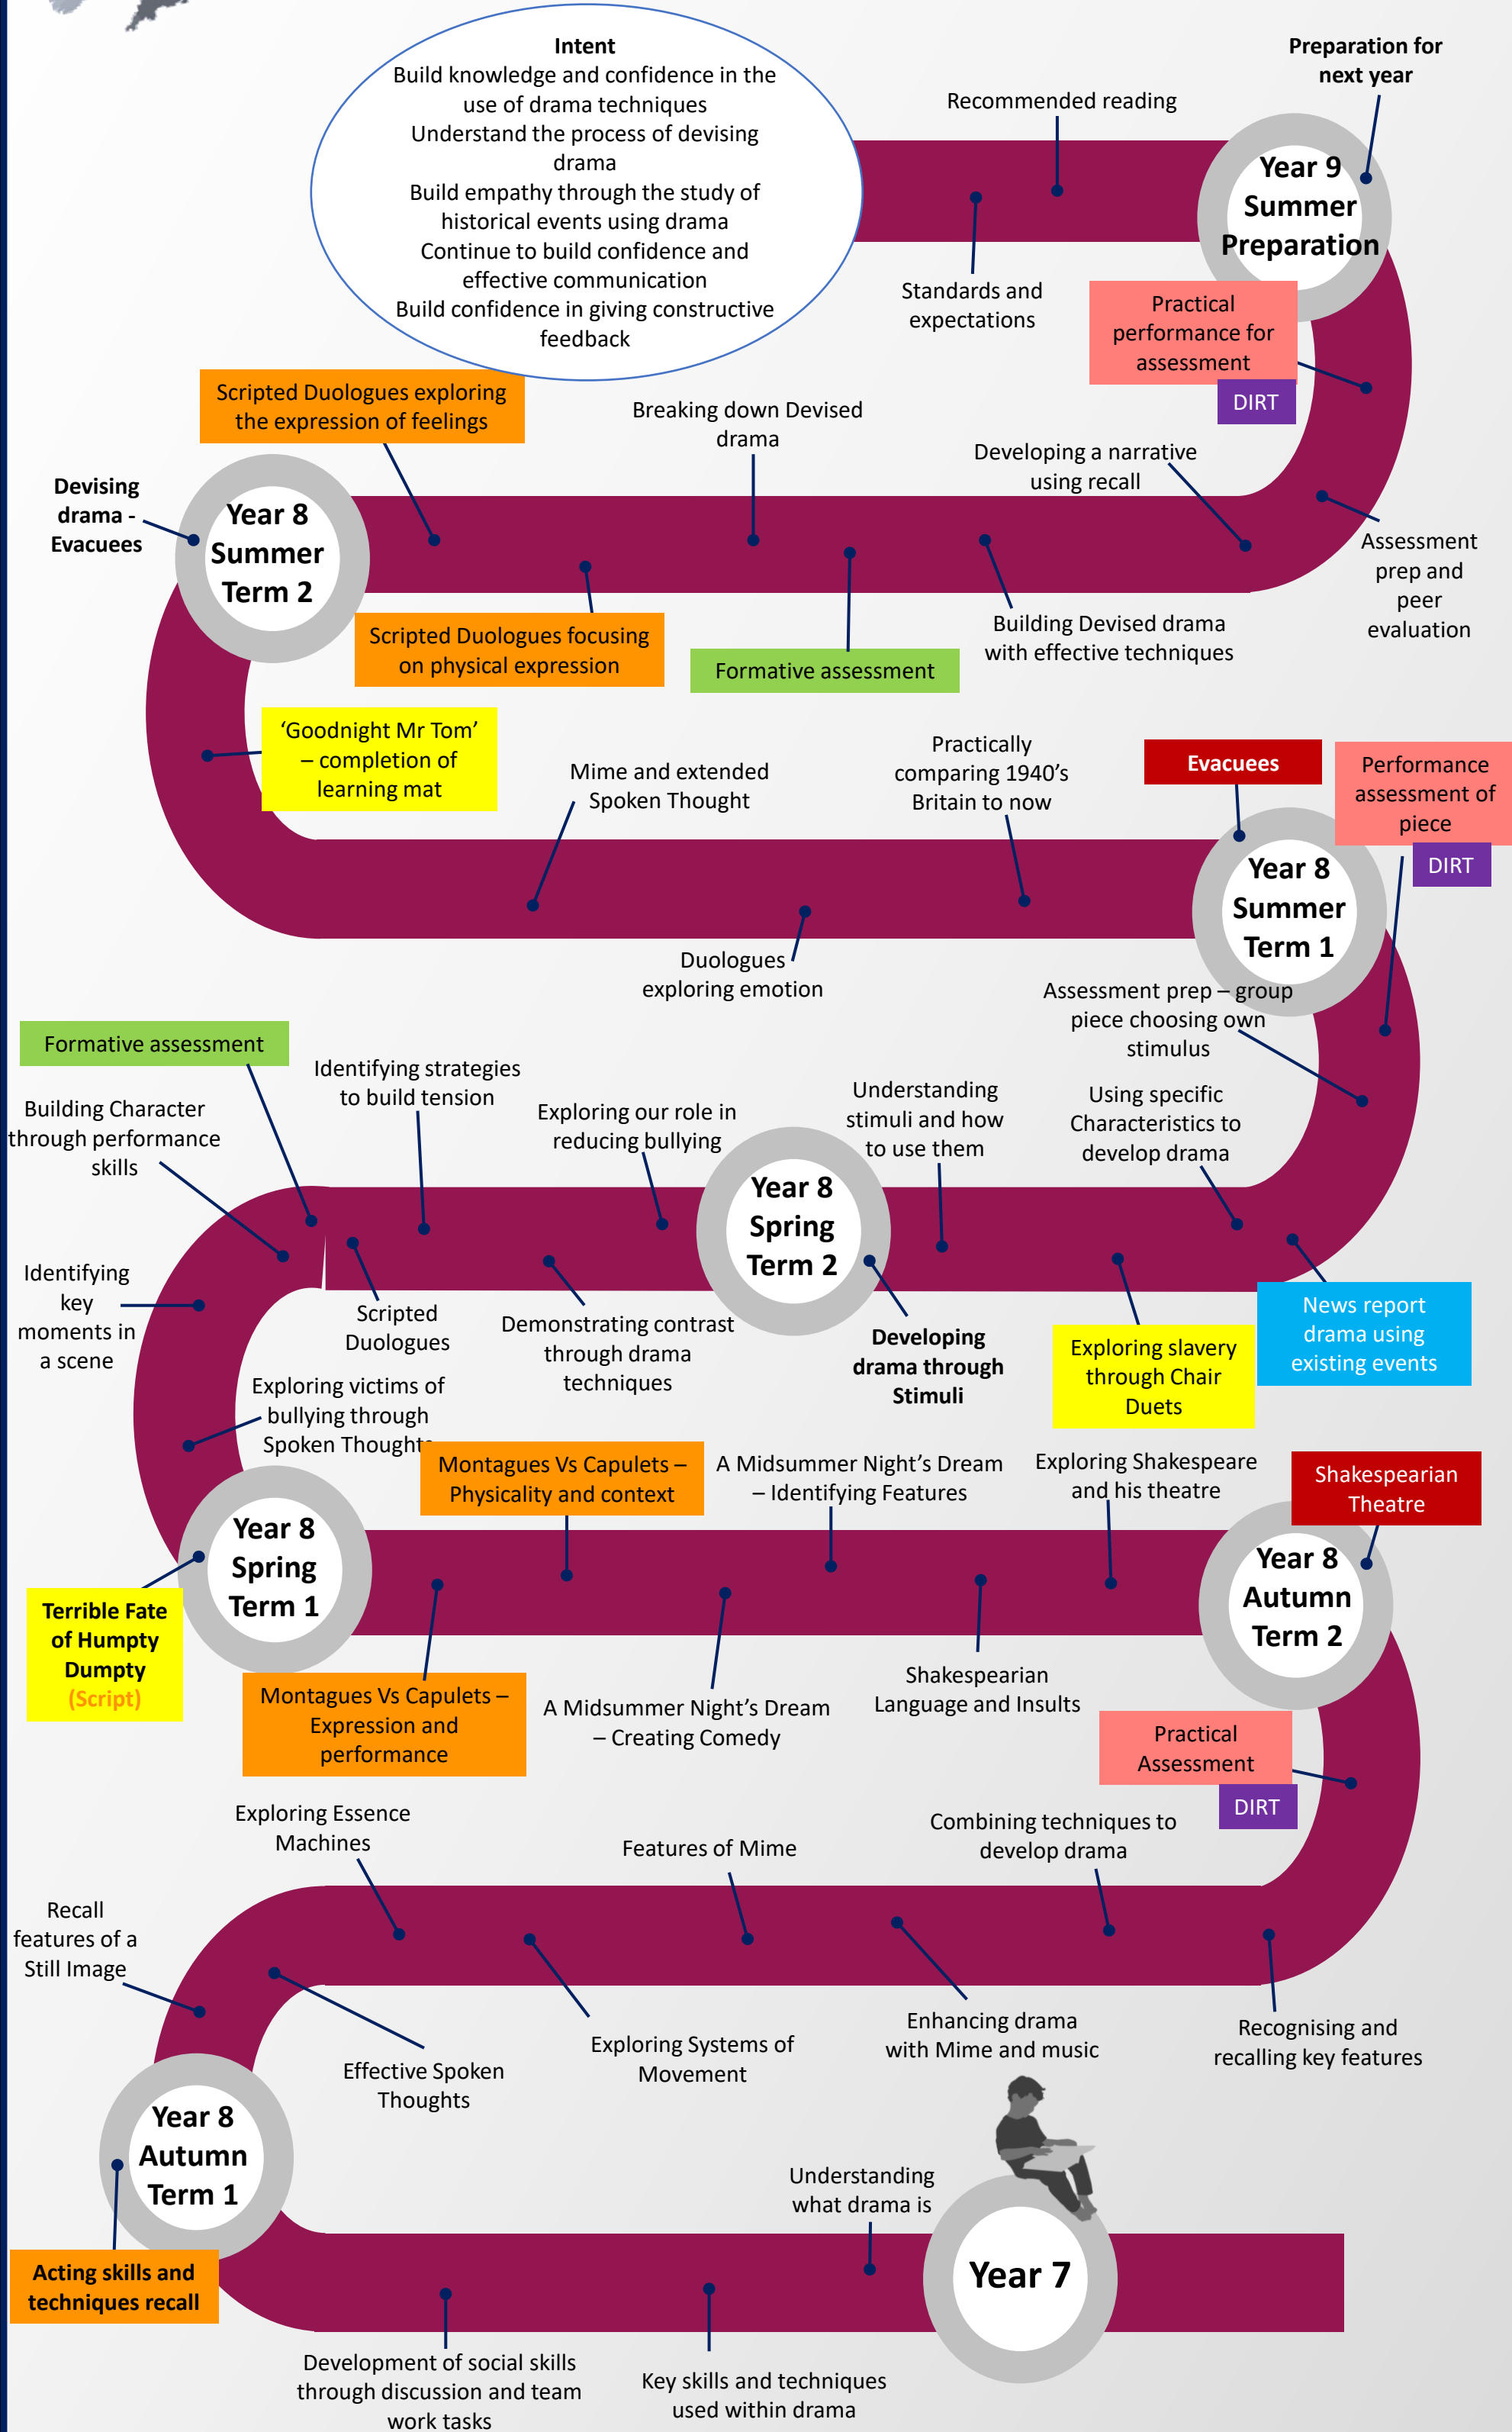 Intent
Build knowledge and confidence in the
use of drama techniques
Understand the process of devising
drama
Build empathy through the study of
historical events using drama
Continue to build confidence and
effective communication
Build confidence in giving constructive
feedback
Recommended reading
Preparation for
next year
Year 9
Summer
Preparation
Standards and
expectations
Practical
performance for
assessment
DIRT
Scripted Duologues exploring
the expression of feelings
Breaking down Devised
drama
Developing a narrative
using recall
Devising
drama -
Evacuees
Year 8
Summer
Term 2
Assessment
prep and
peer
evaluation
Scripted Duologues focusing
on physical expression
Formative assessment
Building Devised drama
with effective techniques
‘Goodnight Mr Tom’
– completion of
learning mat
Mime and extended
Spoken Thought
Practically
comparing 1940’s
Britain to now
Evacuees
Performance
assessment of
piece
DIRT
Year 8
Summer
Term 1
Duologues
exploring emotion
Assessment prep – group
piece choosing own
stimulus
Formative assessment
Identifying strategies
to build tension
Building Character
through performance
skills
Exploring our role in
reducing bullying
Understanding
stimuli and how
to use them
Using specific
Characteristics to
develop drama
Year 8
Spring
Term 2
Identifying
key
moments in
a scene
Scripted
Duologues
Demonstrating contrast
through drama
techniques
Developing
drama through
Stimuli
Exploring slavery
through Chair
Duets
News report
drama using
existing events
Exploring victims of
bullying through
Spoken Thoughts
Montagues Vs Capulets –
Physicality and context
A Midsummer Night’s Dream
– Identifying Features
Exploring Shakespeare
and his theatre
Shakespearian
Theatre
Year 8
Spring
Term 1
Year 8
Autumn
Term 2
Terrible Fate
of Humpty
Dumpty
(Script)
Montagues Vs Capulets –
Expression and
performance
A Midsummer Night’s Dream
– Creating Comedy
Shakespearian
Language and Insults
Practical
Assessment
DIRT
Exploring Essence
Machines
Features of Mime
Combining techniques to
develop drama
Recall
features of a
Still Image
Effective Spoken
Thoughts
Exploring Systems of
Movement
Enhancing drama
with Mime and music
Recognising and
recalling key features
Year 8
Autumn
Term 1
Understanding
what drama is
Year 7
Acting skills and
techniques recall
Development of social skills
through discussion and team
work tasks
Key skills and techniques
used within drama